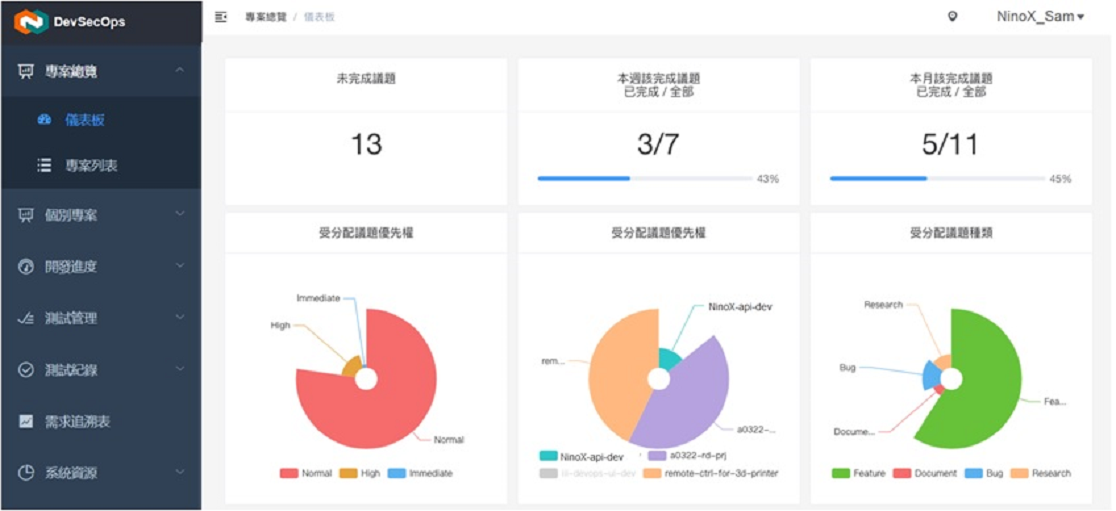 DevSecOps
專案總覽 / 儀表板
NinoX_Sam
專案總覽
儀表板
專案列表
個別專案
開發進度
測試管理
測試紀錄
需求追溯表
系統資源
未完成議題
13
本週該完成議題
已完成 / 全部
3/7
43%
本月該完成議題
已完成 / 全部
5/11
45%
受分配議題優先權
Immediate
High
Normal
Normal High Immediate
受分配議題優先權
NinoX-api-dev
rem...
a0322-...
NinoX-api-dev a0322-rd-prj
devops-ui-dev remote-ctrl-for-3d-printer
受分配議題種類
Research
Bug
Fea...
Docume...
Feature Document Bug Research